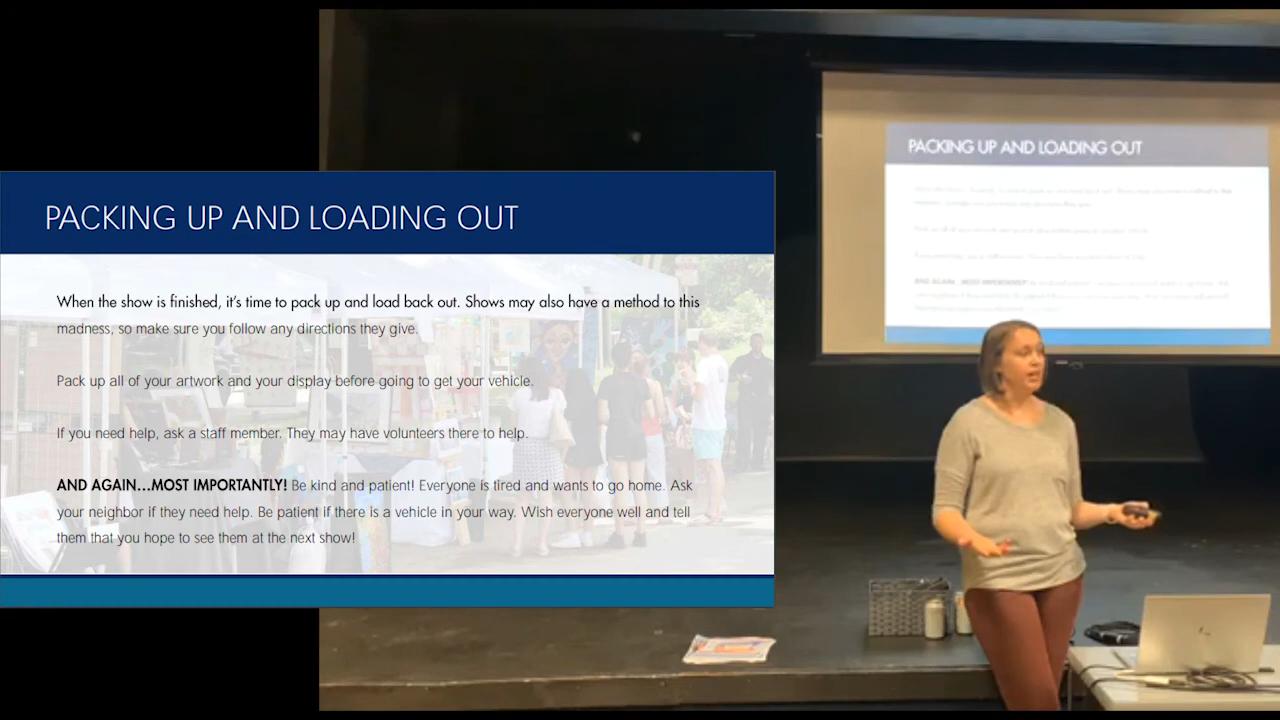 PACKING UP AND LOADING OUT
When the show is finished, it's time to pack up and load back out. Shows may also have a method to this
madness, so make sure you follow any directions they give.
Pack up all of your artwork and your display before going to get your vehicle.
If you need help, ask a staff member. They may have volunteers there to help.
AND AGAIN...MOST IMPORTANTLY! Be kind and patient! Everyone is tired and wants to go home. Ask
your neighbor if they need help. Be patient if there is a vehicle in your way. Wish everyone well and tell
them that you hope to see them at the next show!
PACKING UP AND LOADING OUT
AND AGAIN...MOST IMPORTANTLY!